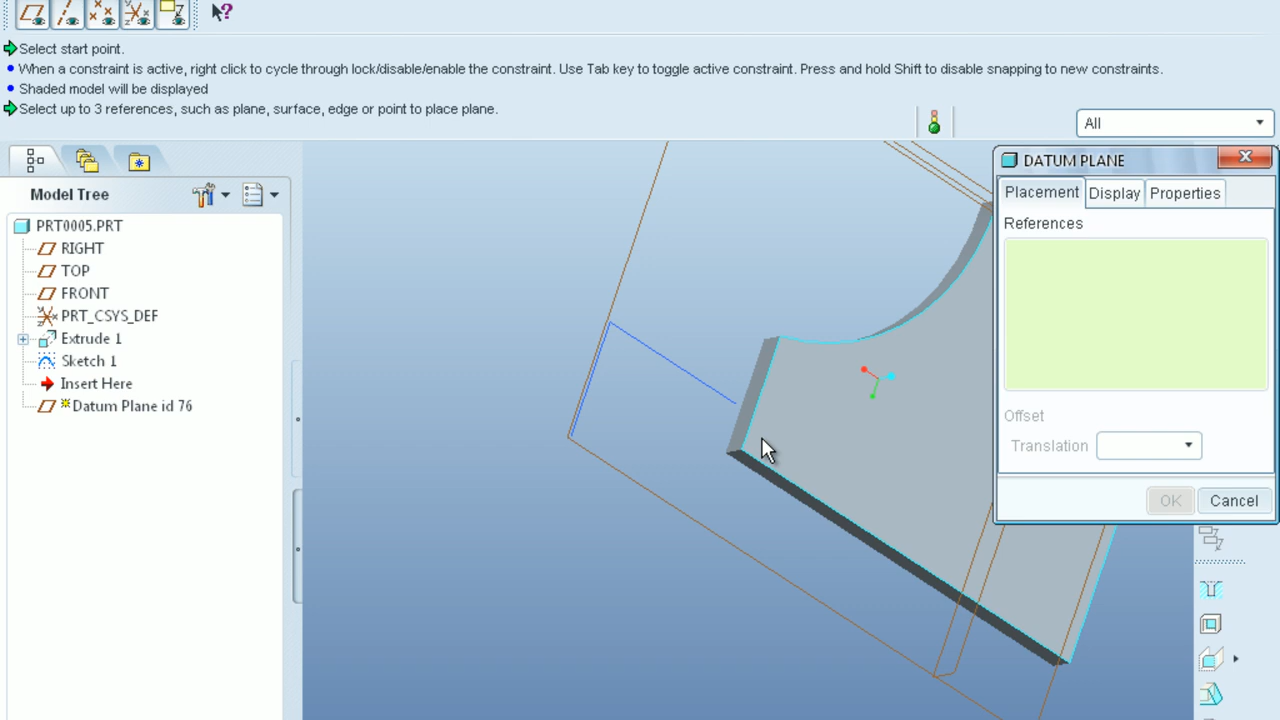 Select start point.
When a constraint is active, right click to cycle through lock/disable/enable the constraint. Use Tab key to toggle active constraint. Press and hold Shift to disable snapping to new constraints.
Shaded model will be displayed
Select up to 3 references, such as plane, surface, edge or point to place plane.
All
Model Tree
PRT0005.PRT
RIGHT
TOP
FRONT
PRT_CSYS_DEF
Extrude 1
Sketch 1
Insert Here
Datum Plane id 76
DATUM PLANE
Placement Display Properties
References
Offset
Translation
OK Cancel